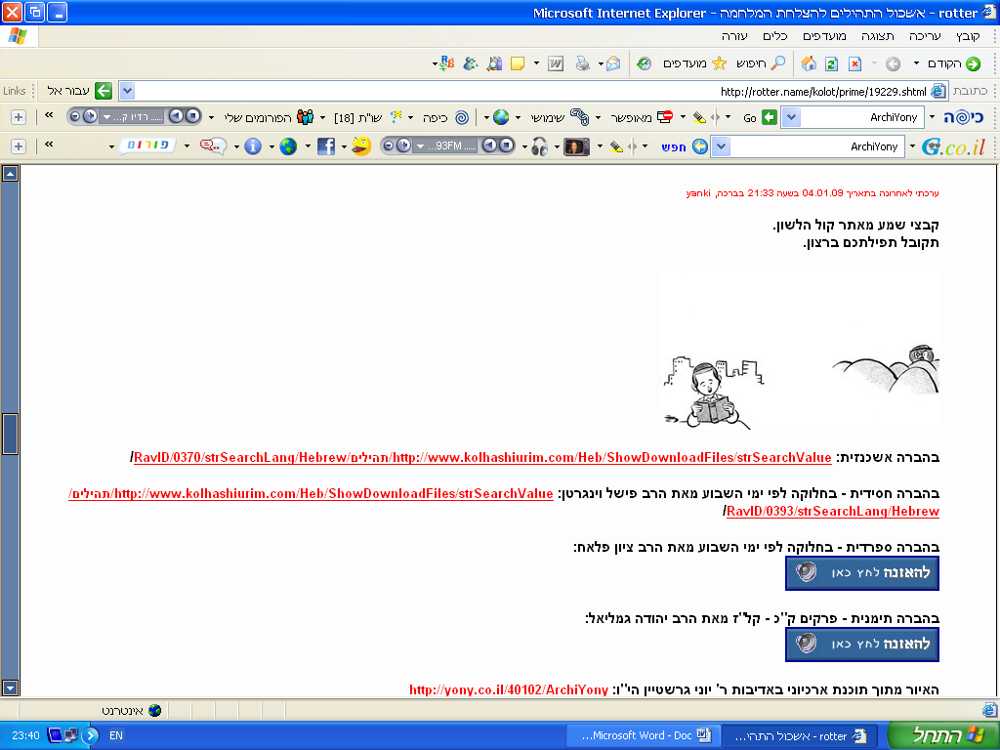 rotter - אשכול התהילים להצלחת המלחמה - Microsoft Internet Explorer
קובץ עריכה תצוגה מועדפים כלים עזרה
הקודם חיפוש מועדפים
כתובת http://rotter.name/kolot/prime/19229.shtml עבור אל Links
כיפה ArchiYony Go מאופשר שימושי כיפה שו"ת [18] הפורומים שלי רדיו ק...
G.co.il ArchiYony חפש 93FM... פורום
ערכתי לאחרונה בתאריך 04.01.09 בשעה 21:33 בברכה, yanki
קבצי שמע מאתר קול הלשון.
תקובל תפילתכם ברצון.
בהברה אשכנזית: http://www.kolhashiurim.com/Heb/ShowDownloadFiles/strSearchValue/תהילים/RavID/0370/strSearchLang/Hebrew/
בהברה חסידית - בחלוקה לפי ימי השבוע מאת הרב פישל וינגרטן: http://www.kolhashiurim.com/Heb/ShowDownloadFiles/strSearchValue/תהילים/
RavID/0393/strSearchLang/Hebrew/
בהברה ספרדית - בחלוקה לפי ימי השבוע מאת הרב ציון פלאח:
להאזנה לחץ כאן
בהברה תימנית - פרקים ק"כ - קל"ז מאת הרב יהודה גמליאל:
להאזנה לחץ כאן
האיור מתוך תוכנת ארכיוני באדיבות ר' יוני גרשטיין הי"ו: http://yony.co.il/40102/ArchiYony
אינטרנט
התחל rotter - אשכול התהי... Microsoft Word - Doc... EN 23:40